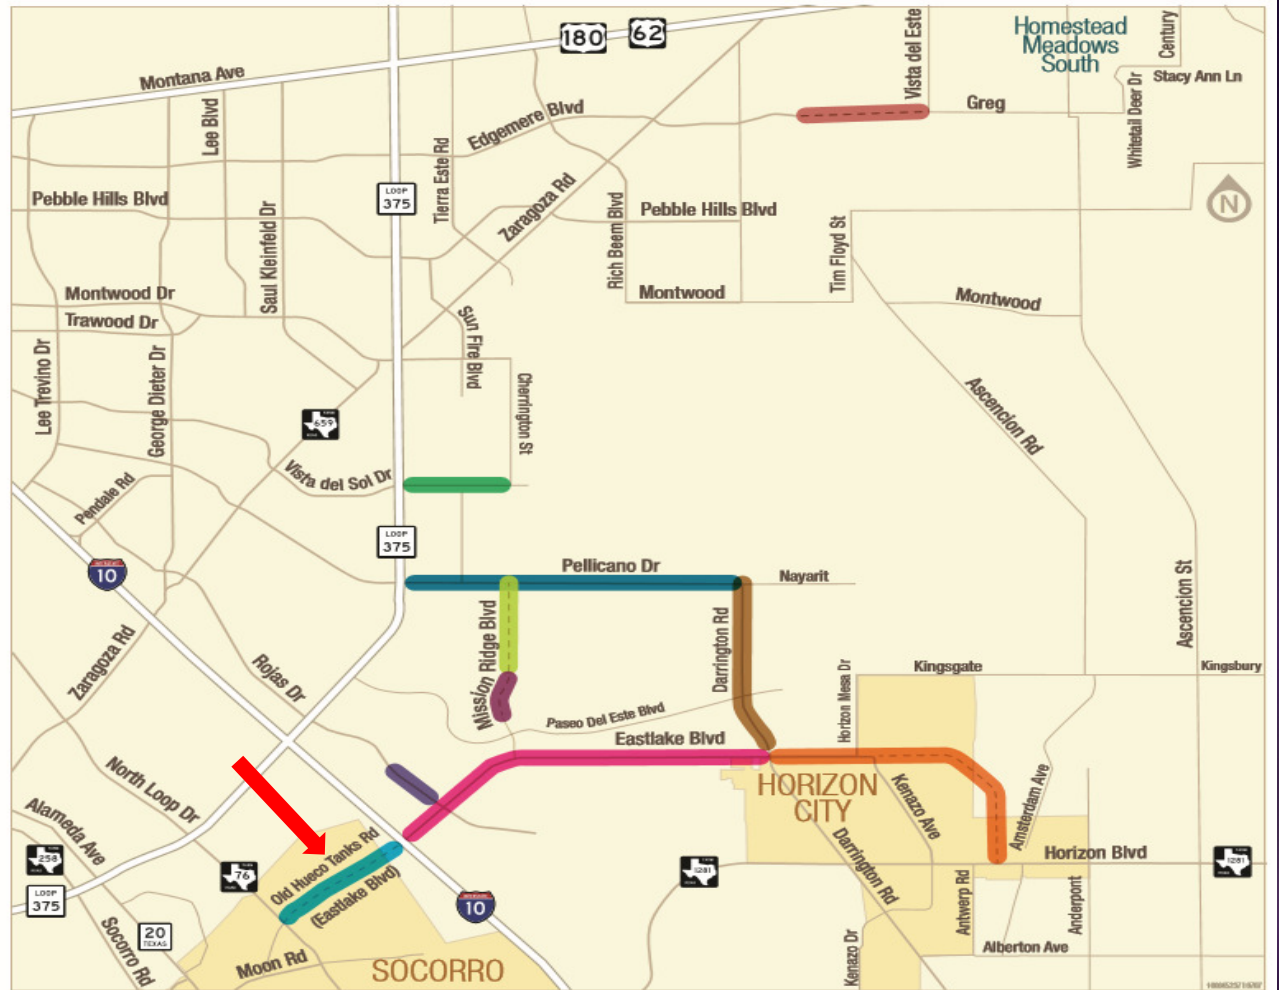 180
62
Homestead
Meadows
South
Vista del Este
Century
Stacy Ann Ln
Whitetail Deer Dr
Montana Ave
Lee Blvd
Edgemere Blvd
Greg
Tierra Este Rd
LOOP
375
Pebble Hills Blvd
Saul Kleinfeld Dr
Zaragoza Rd
Rich Beem Blvd
Pebble Hills Blvd
Tim Floyd St
N
Montwood Dr
Trawood Dr
Montwood
Montwood
Sun Fire Blvd
Lee Trevino Dr
George Dieter Dr
Cherrington St
659
Ascencion Rd
Vista del Sol Dr
Pendale Rd
LOOP
375
10
Pellicano Dr
Nayarit
Ascencion St
Mission Ridge Blvd
Darrington Rd
Zaragoza Rd
Rojas Dr
Kingsgate
Kingsbury
Horizon Mesa Dr
Paseo Del Este Blvd
Eastlake Blvd
HORIZON
CITY
North Loop Dr
Kenazo Ave
Amsterdam Ave
Alameda Ave
Old Hueco Tanks Rd
(Eastlake Blvd)
Darrington Rd
Horizon Blvd
258
76
1281
1281
LOOP
375
10
Antwerp Rd
Anderpont
20
TEXAS
Socorro Rd
Moon Rd
SOCORRO
Kenazo Dr
Alberton Ave